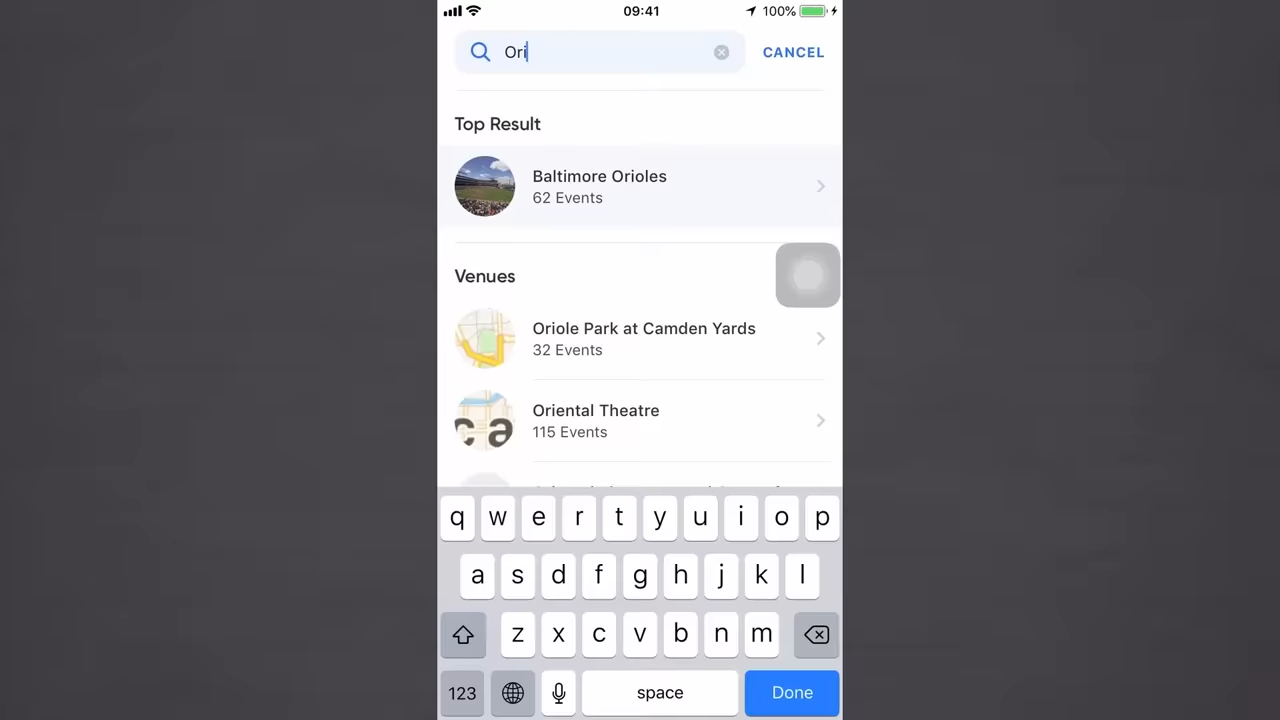 09:41
100%
Ori
CANCEL
Top Result
Baltimore Orioles
62 Events
Venues
Oriole Park at Camden Yards
32 Events
ca
Oriental Theatre
115 Events
q w e r t y u i o p
a s d f g h j k l
z x c v b n m
123
space
Done